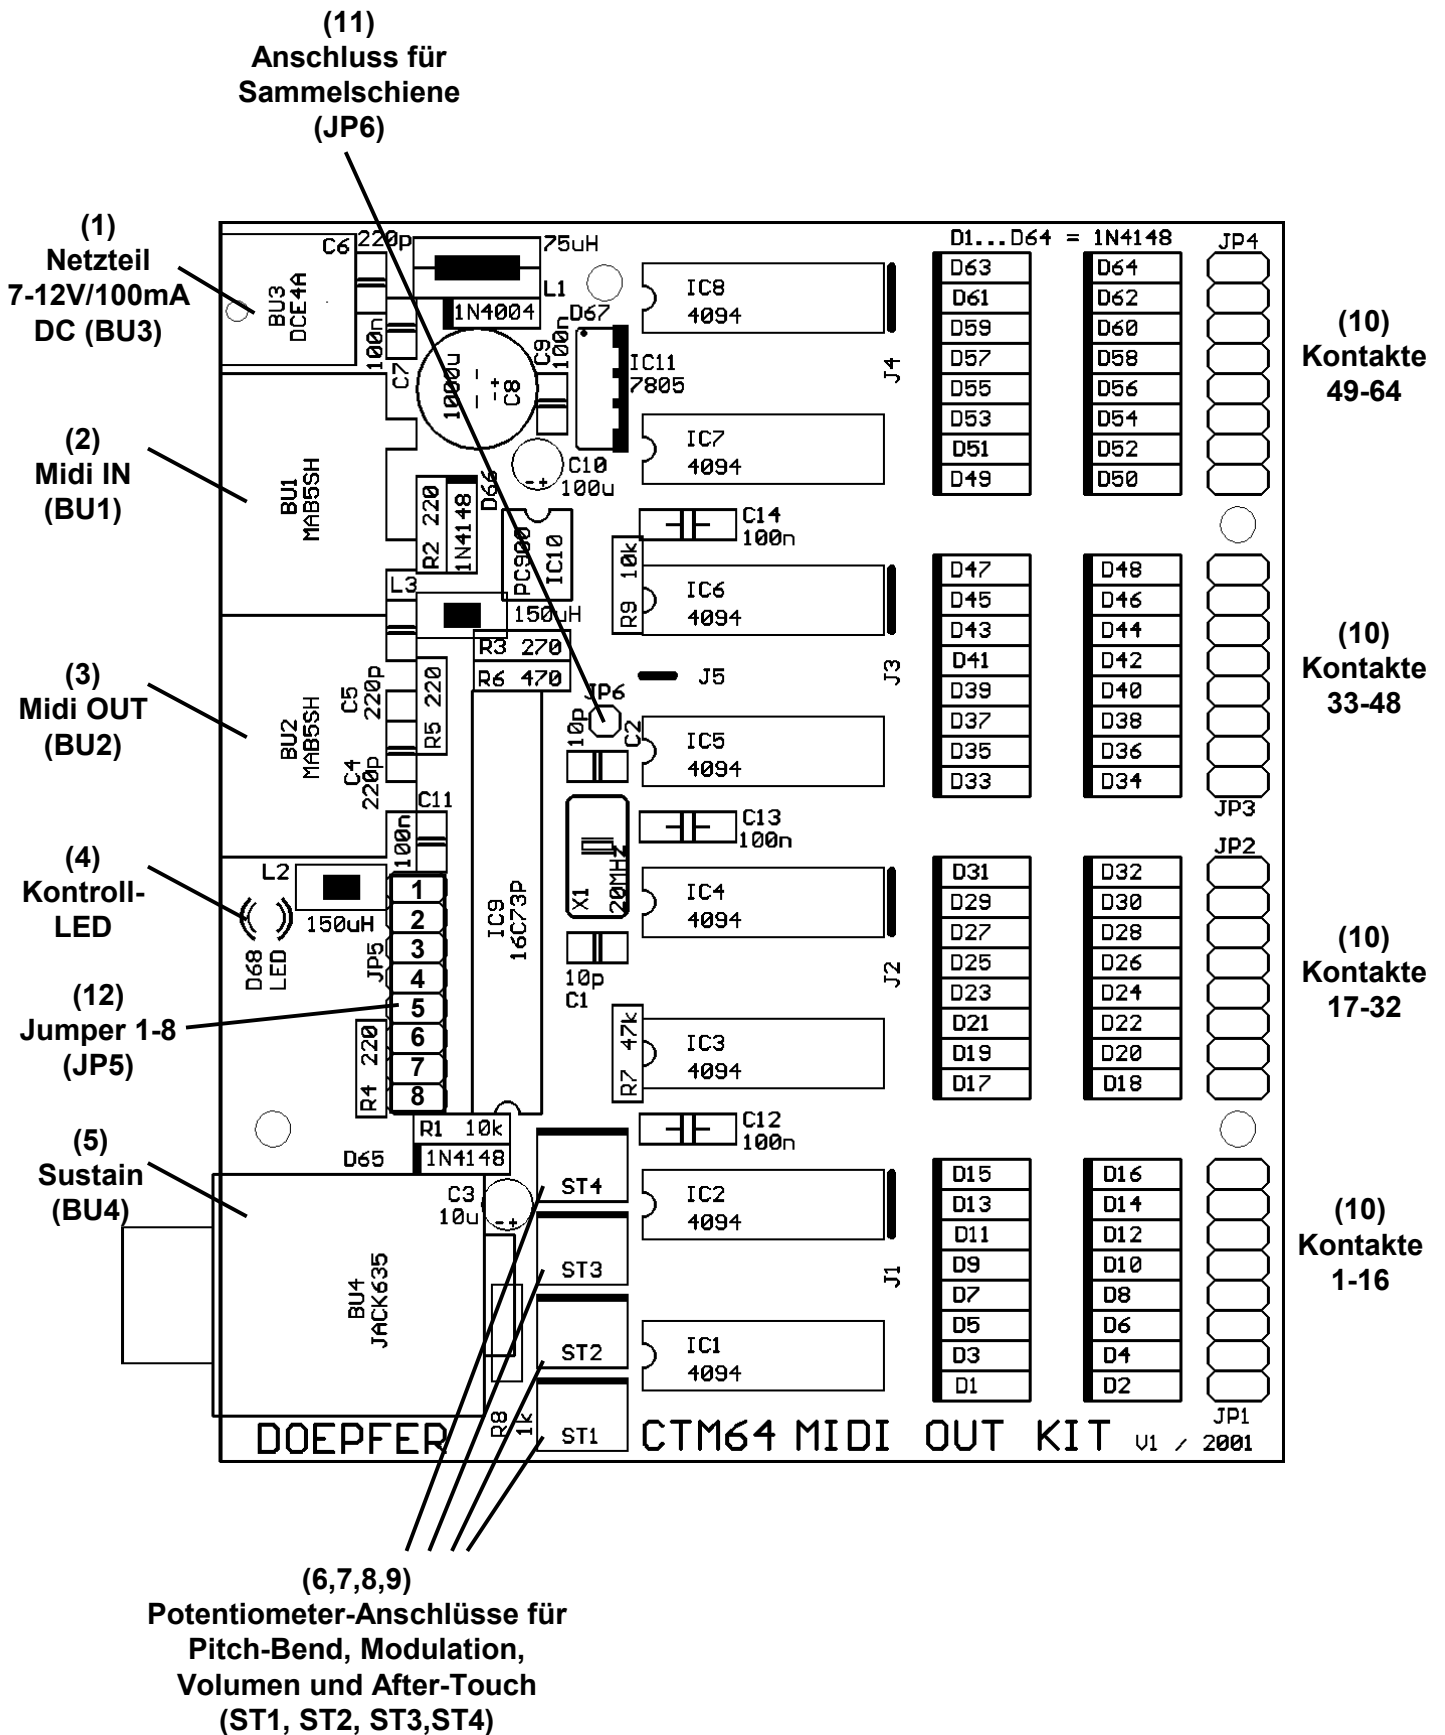 (11)
Anschluss für
Sammelschiene
(JP6)
(1)
Netzteil
7-12V/100mA
DC (BU3)
(2)
Midi IN
(BU1)
(3)
Midi OUT
(BU2)
(4)
Kontroll-
LED
(12)
Jumper 1-8
(JP5)
(5)
Sustain
(BU4)
C6 220p
75uH
L1
BU3
DCE4A
1N4004
D67
100n
C7
1000u
C8
C9
100n
IC11
7805
C10
100u
BU1
MAB5SH
R2 220
1N4148
D66
PC900
IC10
L3
150uH
R3 270
R6 470
C5
220p
R5 220
BU2
MAB5SH
C4
220p
C11
100n
L2
150uH
D68
LED
JP5
1
2
3
4
5
6
7
8
R4 220
IC9
16C73P
JP6
10p
C2
X1
20MHz
10p
C1
R1 10k
D65
1N4148
C3
10u
BU4
JACK635
R8
1k
ST4
ST3
ST2
ST1
IC8
4094
IC7
4094
C14
100n
R9 10k
IC6
4094
J5
IC5
4094
C13
100n
IC4
4094
R7 47k
IC3
4094
C12
100n
IC2
4094
IC1
4094
J4
J3
J2
J1
D1...D64 = 1N4148
JP4
D63 D64
D61 D62
D59 D60
D57 D58
D55 D56
D53 D54
D51 D52
D49 D50
D47 D48
D45 D46
D43 D44
D41 D42
D39 D40
D37 D38
D35 D36
D33 D34
JP3
JP2
D31 D32
D29 D30
D27 D28
D25 D26
D23 D24
D21 D22
D19 D20
D17 D18
D15 D16
D13 D14
D11 D12
D9 D10
D7 D8
D5 D6
D3 D4
D1 D2
JP1
DOEPFER CTM64 MIDI OUT KIT V1 / 2001
(10)
Kontakte
49-64
(10)
Kontakte
33-48
(10)
Kontakte
17-32
(10)
Kontakte
1-16
(6,7,8,9)
Potentiometer-Anschlüsse für
Pitch-Bend, Modulation,
Volumen und After-Touch
(ST1, ST2, ST3,ST4)